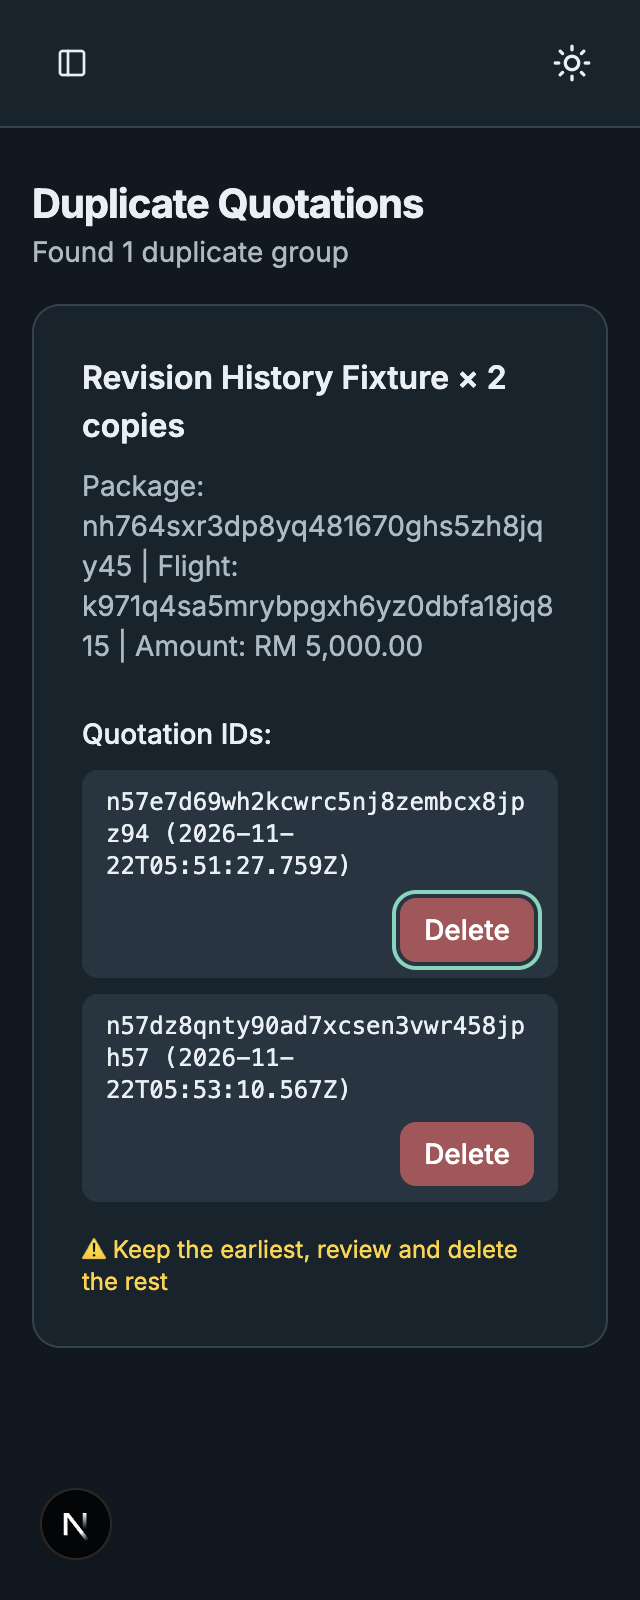 Duplicate Quotations
Found 1 duplicate group
Revision History Fixture × 2
copies
Package:
nh764sxr3dp8yq481670ghs5zh8jq
y45 | Flight:
k971q4sa5mrybpgxh6yz0dbfa18jq8
15 | Amount: RM 5,000.00
Quotation IDs:
n57e7d69wh2kcwrc5nj8zembcx8jp
z94 (2026-11-
22T05:51:27.759Z)
Delete
n57dz8qnty90ad7xcsen3vwr458jp
h57 (2026-11-
22T05:53:10.567Z)
Delete
⚠ Keep the earliest, review and delete
the rest
N